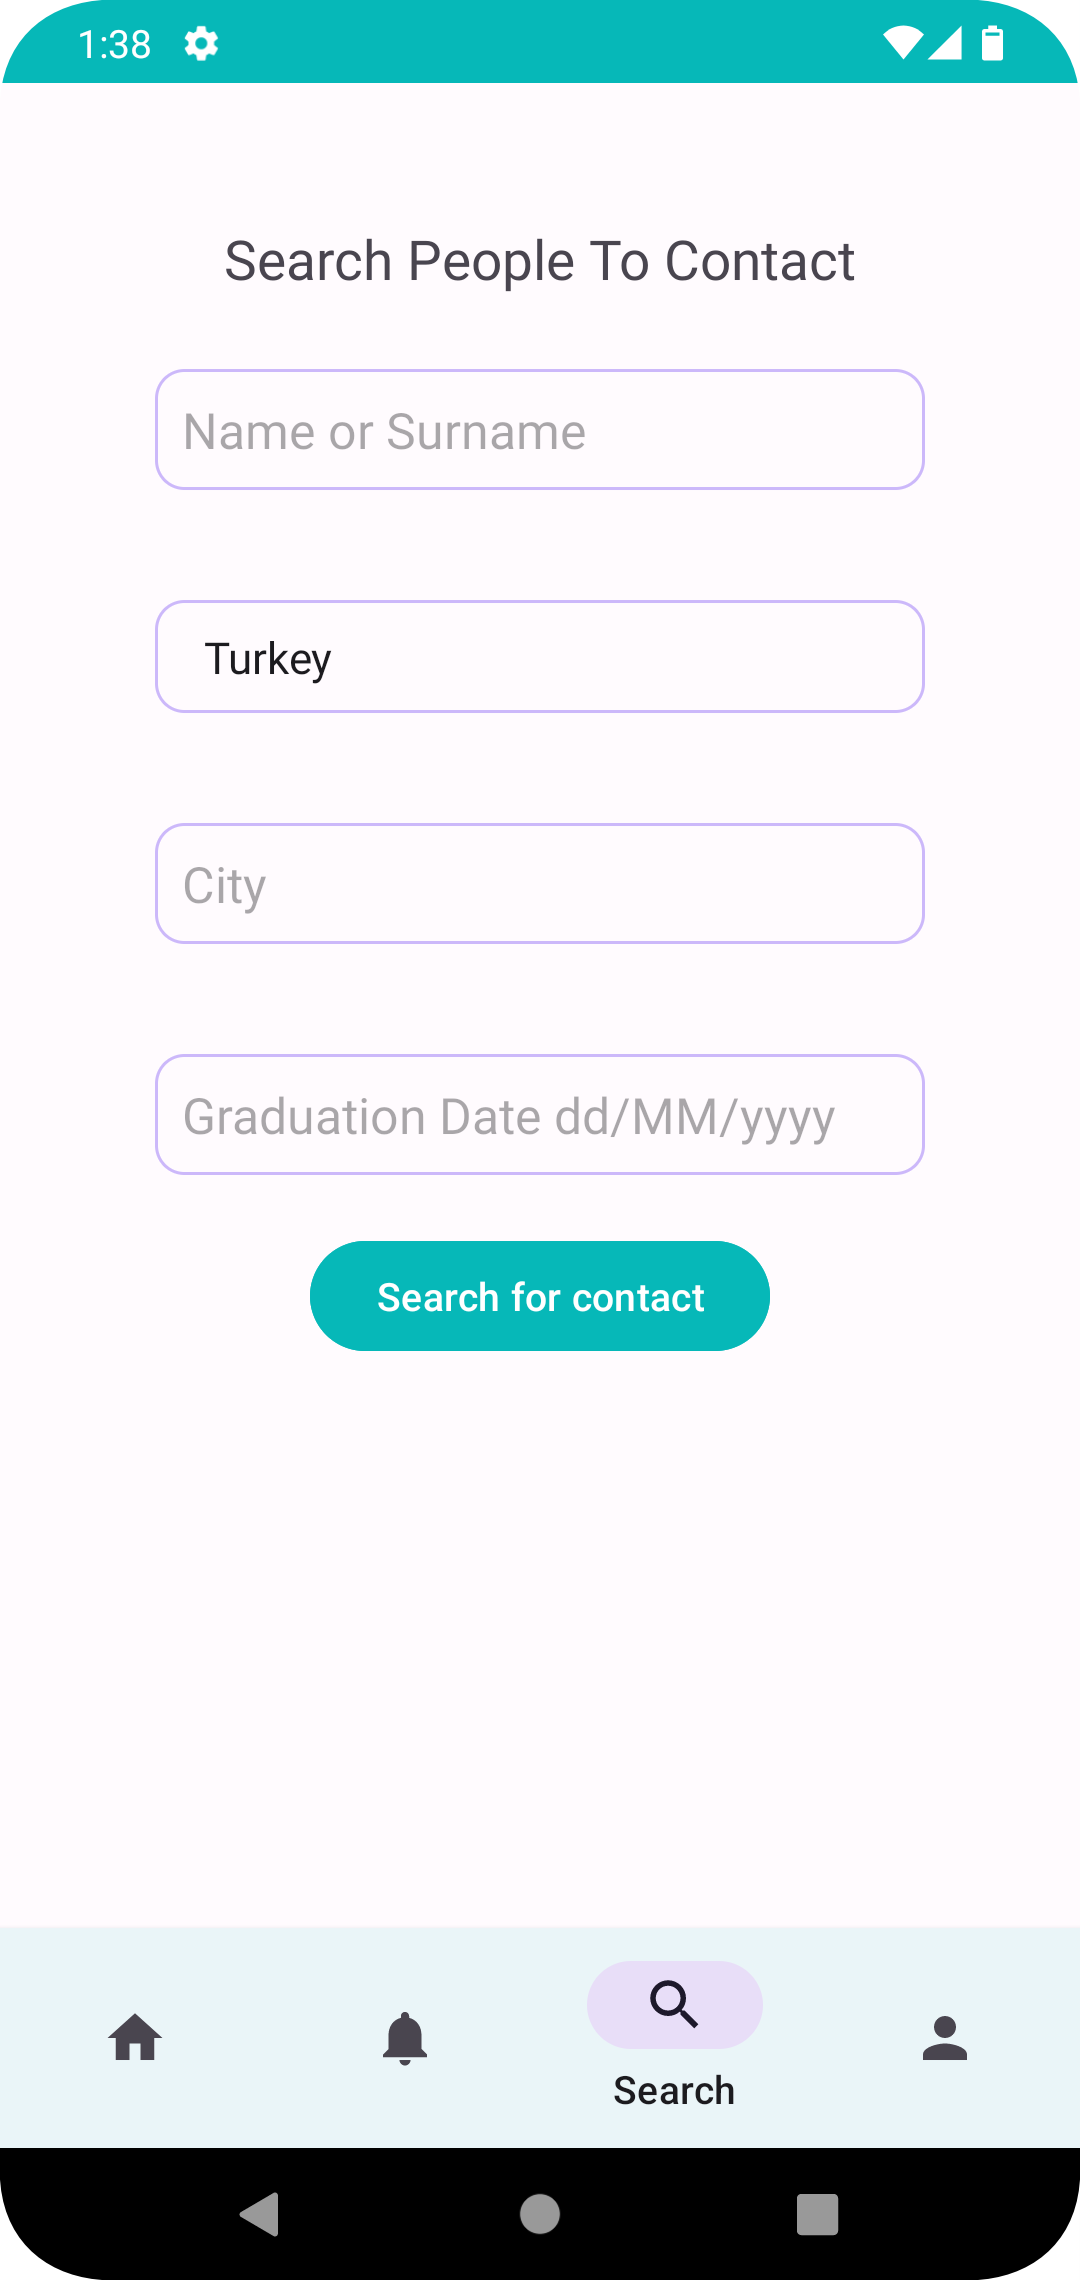 1:38
Search People To Contact
Name or Surname
Turkey
City
Graduation Date dd/MM/yyyy
Search for contact
Search